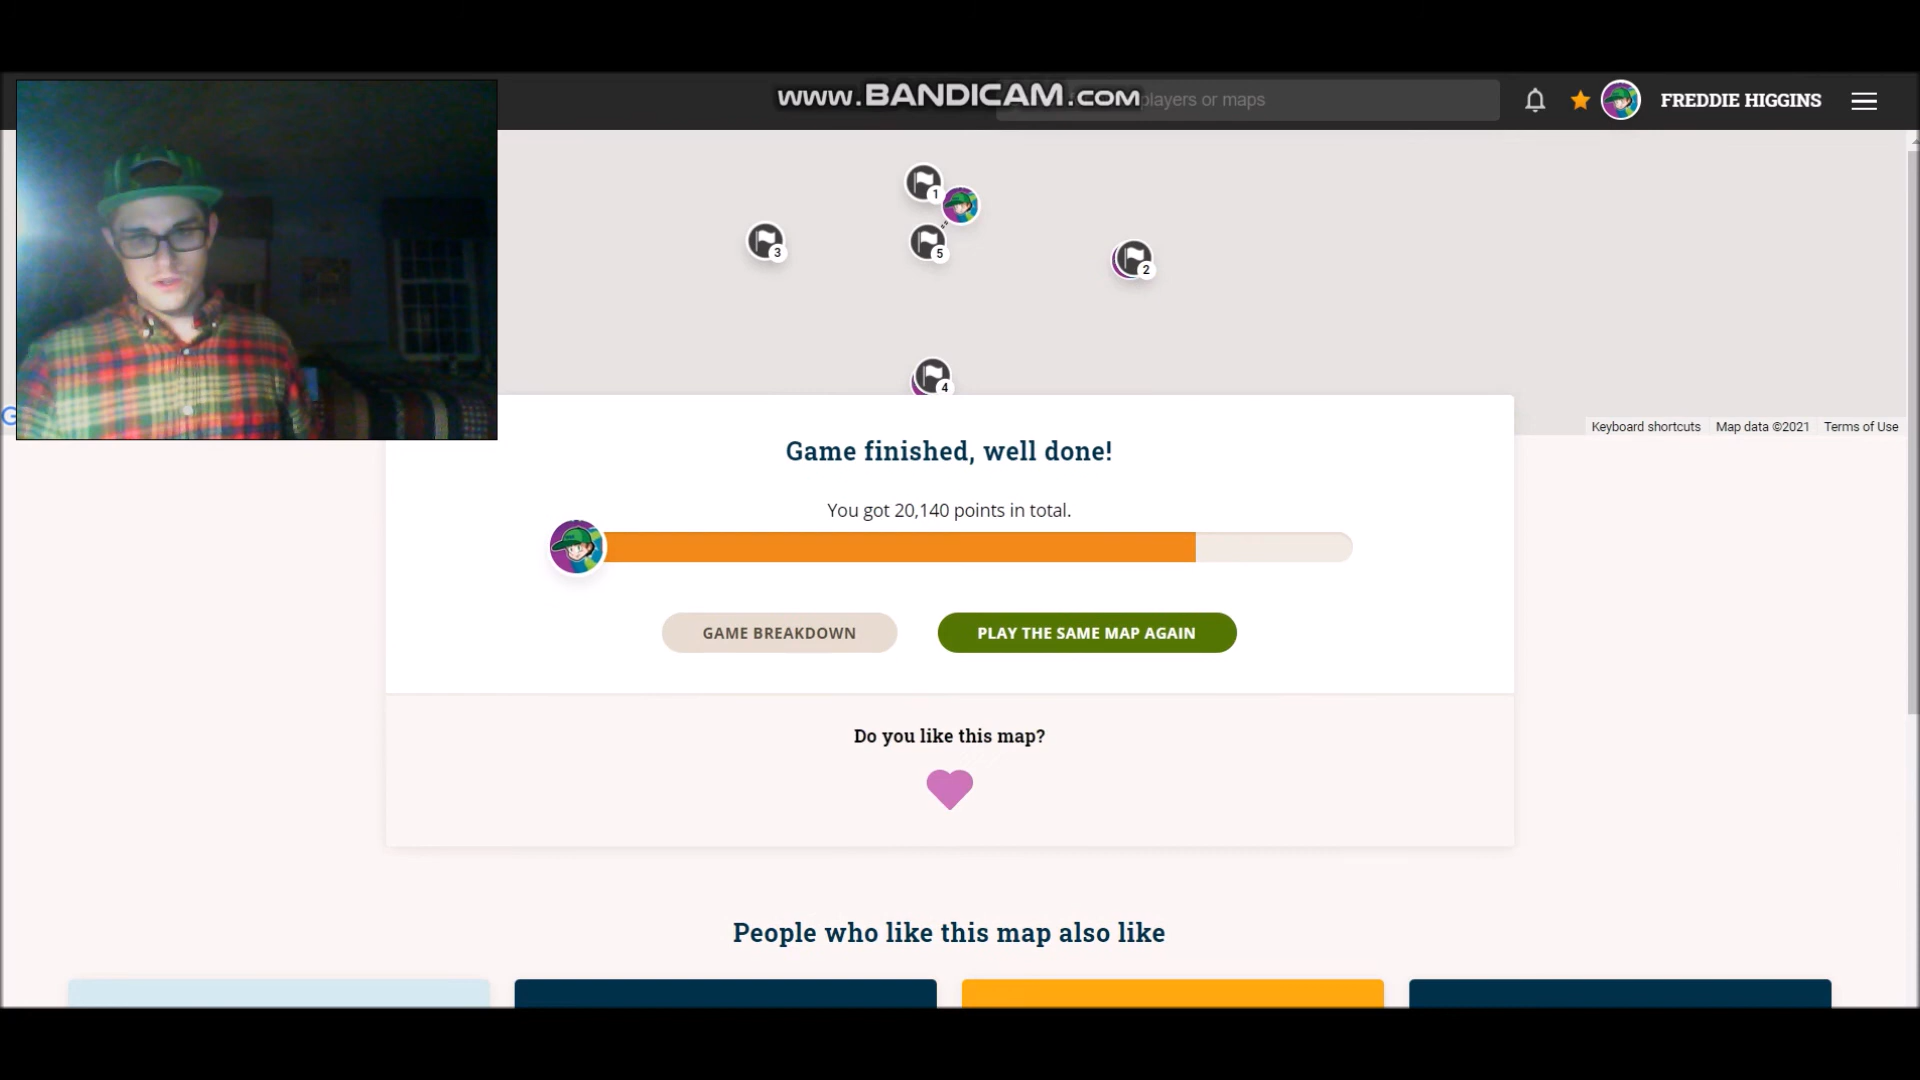 www.BANDICAM.com
players or maps
FREDDIE HIGGINS
1
3
5
2
4
Keyboard shortcuts
Map data ©2021
Terms of Use
Game finished, well done!
You got 20,140 points in total.
GAME BREAKDOWN
PLAY THE SAME MAP AGAIN
Do you like this map?
People who like this map also like